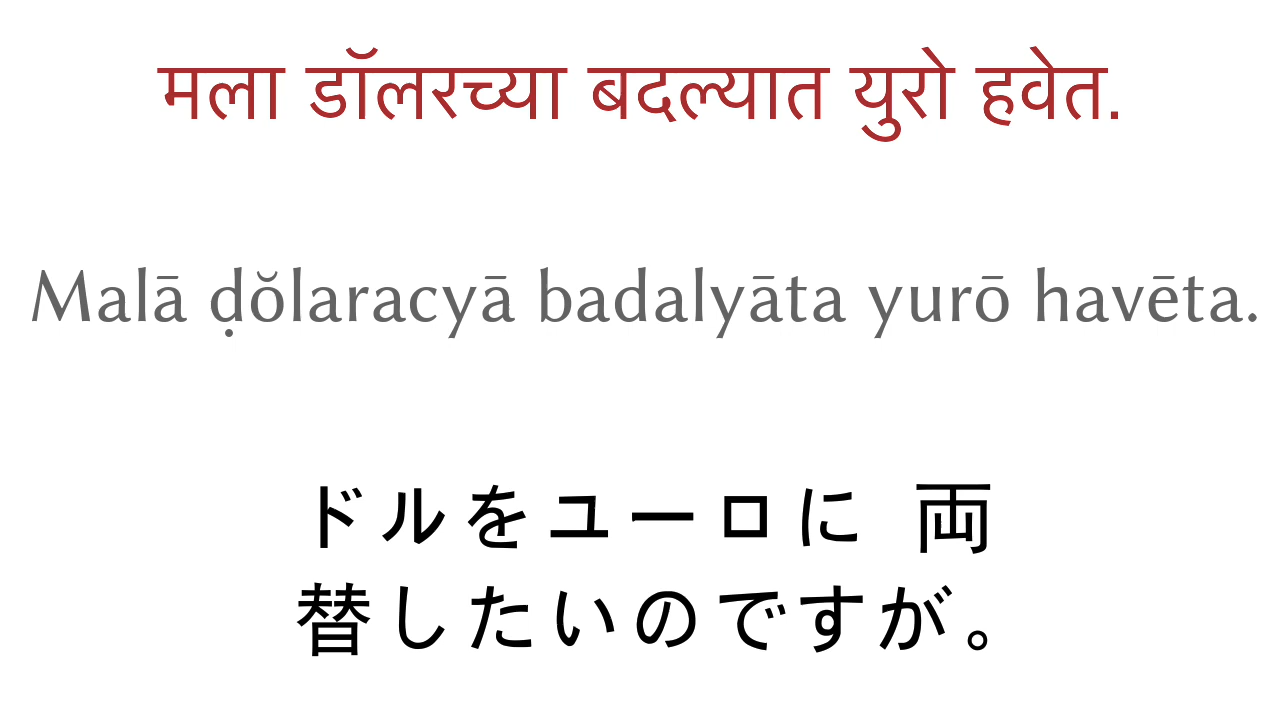 मला डॉलरच्या बदल्यात युरो हवेत.
Malā ḍŏlaracyā badalyāta yurō havēta.
ドルをユーロに 両
替したいのですが。